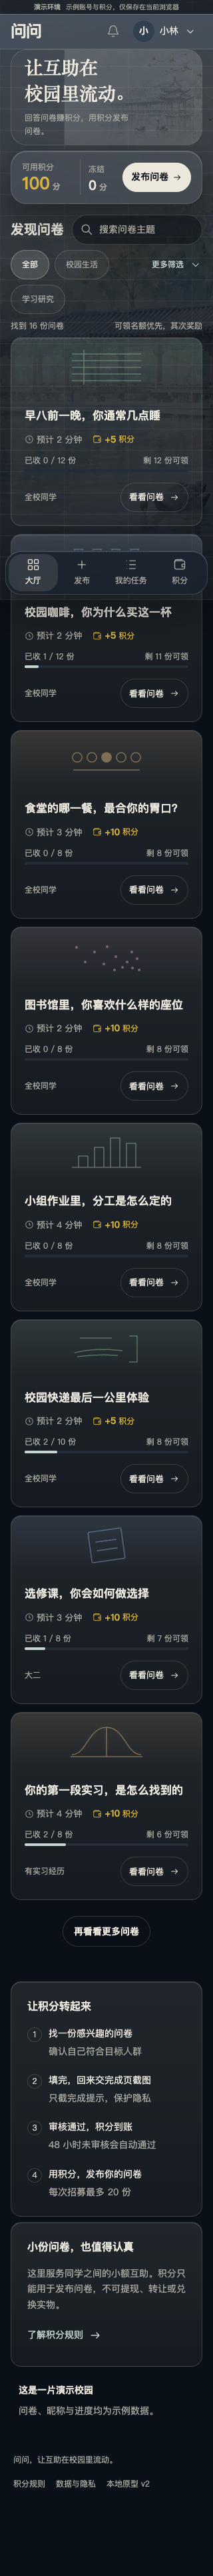 演示环境 示例账号与积分，仅保存在当前浏览器
问问 小 小林
让互助在
校园里流动。
回答问卷赚积分，用积分发布
问卷。
可用积分 冻结
100 分 0 分 发布问卷 →
发现问卷 搜索问卷主题
全部 校园生活 更多筛选
学习研究
找到 16 份问卷 可领名额优先，其次奖励
早八前一晚，你通常几点睡
预计 2 分钟 +5 积分
已收 0 / 12 份 剩 12 份可领
全校同学 看看问卷 →
大厅 发布 我的任务 积分
校园咖啡，你为什么买这一杯
预计 2 分钟 +5 积分
已收 1 / 12 份 剩 11 份可领
全校同学 看看问卷 →
食堂的哪一餐，最合你的胃口？
预计 3 分钟 +10 积分
已收 0 / 8 份 剩 8 份可领
全校同学 看看问卷 →
图书馆里，你喜欢什么样的座位
预计 2 分钟 +10 积分
已收 0 / 8 份 剩 8 份可领
全校同学 看看问卷 →
小组作业里，分工是怎么定的
预计 4 分钟 +10 积分
已收 0 / 8 份 剩 8 份可领
全校同学 看看问卷 →
校园快递最后一公里体验
预计 2 分钟 +5 积分
已收 2 / 10 份 剩 8 份可领
全校同学 看看问卷 →
选修课，你会如何做选择
预计 3 分钟 +10 积分
已收 1 / 8 份 剩 7 份可领
大二 看看问卷 →
你的第一段实习，是怎么找到的
预计 4 分钟 +10 积分
已收 2 / 8 份 剩 6 份可领
有实习经历 看看问卷 →
再看看更多问卷
让积分转起来
1 找一份感兴趣的问卷
确认自己符合目标人群
2 填完，回来交完成页截图
只截完成提示，保护隐私
3 审核通过，积分到账
48 小时未审核会自动通过
4 用积分，发布你的问卷
每次招募最多 20 份
小份问卷，也值得认真
这里服务同学之间的小额互助。积分只
能用于发布问卷，不可提现、转让或兑
换实物。
了解积分规则 →
这是一片演示校园
问卷、昵称与进度均为示例数据。
问问，让互助在校园里流动。
积分规则 数据与隐私 本地原型 v2